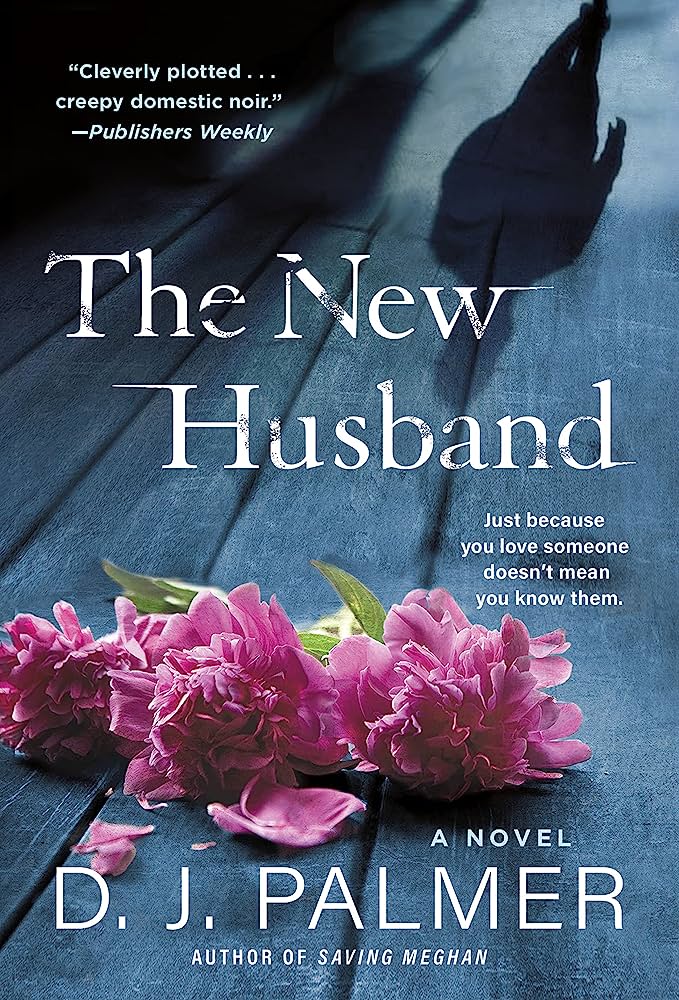 “Cleverly plotted . . .
creepy domestic noir.”
—Publishers Weekly
The New
Husband
Just because
you love someone
doesn’t mean
you know them.
A NOVEL
D. J. PALMER
AUTHOR OF SAVING MEGHAN